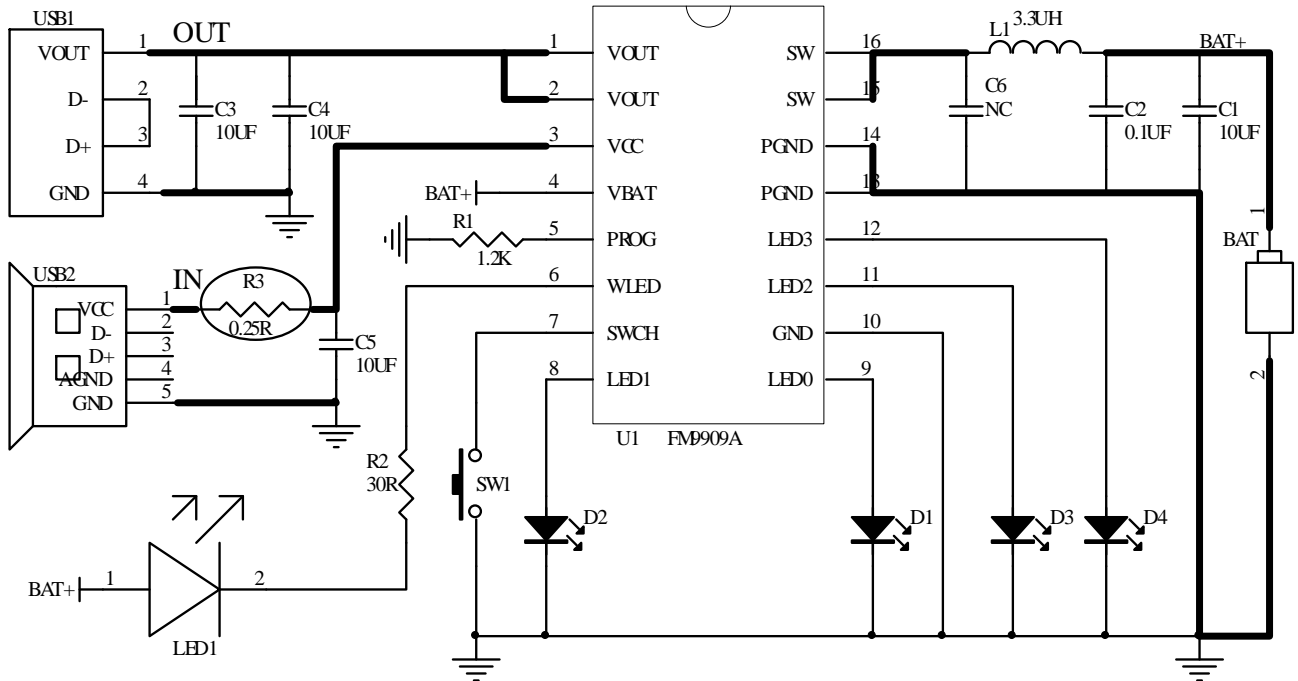 USB1
VOUT 1
D- 2
D+ 3
GND 4
OUT
C3
10UF
C4
10UF
1 VOUT
2 VOUT
3 VCC
BAT+ 4 VBAT
R1
1.2K
5 PROG
6 WLED
7 SWCH
8 LED1
SW 16
SW 15
PGND 14
PGND 13
LED3 12
LED2 11
GND 10
LED0 9
U1 FM9909A
L1 3.3UH
BAT+
C6
NC
C2
0.1UF
C1
10UF
1
BAT
2
USB2
VCC 1
D- 2
D+ 3
AGND 4
GND 5
IN
R3
0.25R
C5
10UF
R2
30R
SW1
D2
D1
D3
D4
BAT+ 1
2
LED1